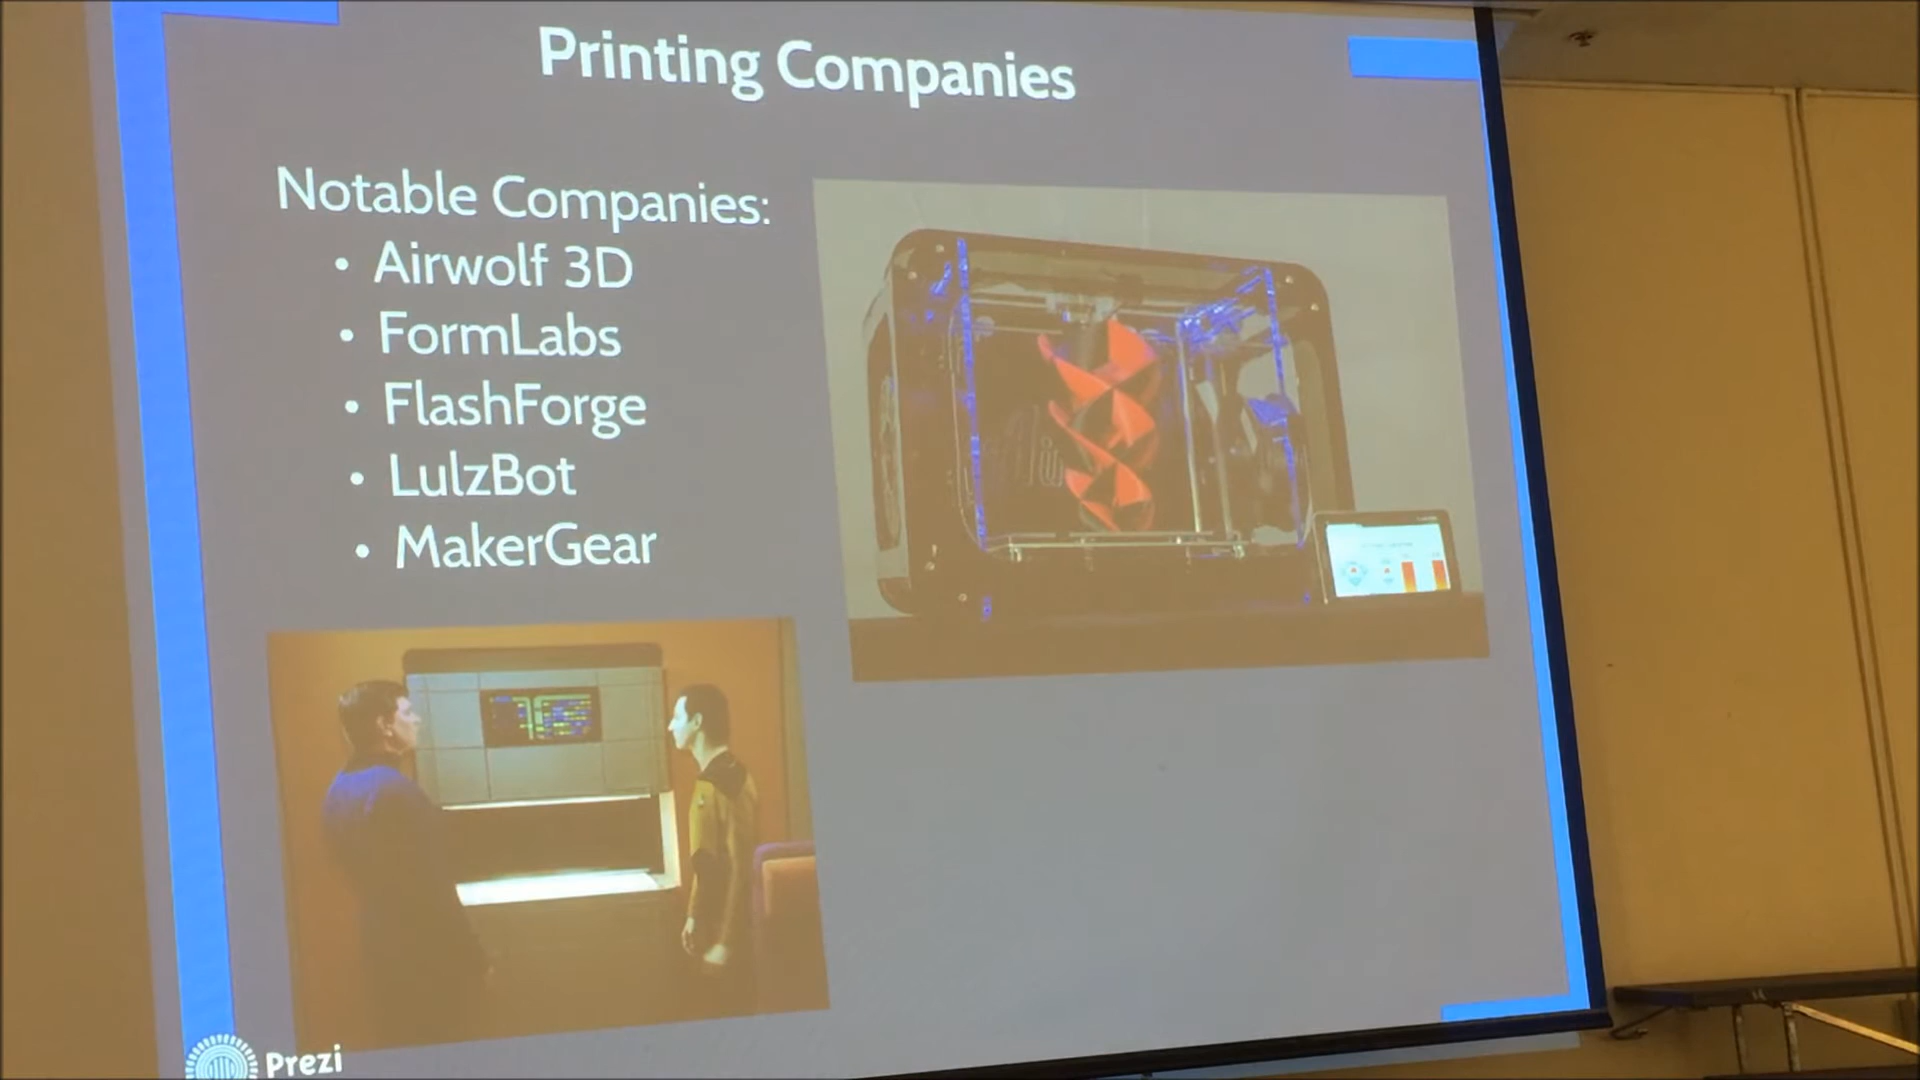 Printing Companies
Notable Companies:
• Airwolf 3D
• FormLabs
• FlashForge
• LulzBot
• MakerGear
Prezi